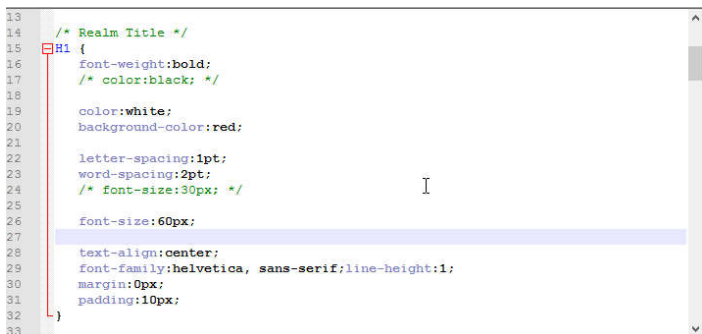 13
14 /* Realm Title */
15 H1 {
16 font-weight:bold;
17 /* color:black; */
18
19 color:white;
20 background-color:red;
21
22 letter-spacing:1pt;
23 word-spacing:2pt;
24 /* font-size:30px; */
25
26 font-size:60px;
27
28 text-align:center;
29 font-family:helvetica, sans-serif;line-height:1;
30 margin:0px;
31 padding:10px;
32 }
33